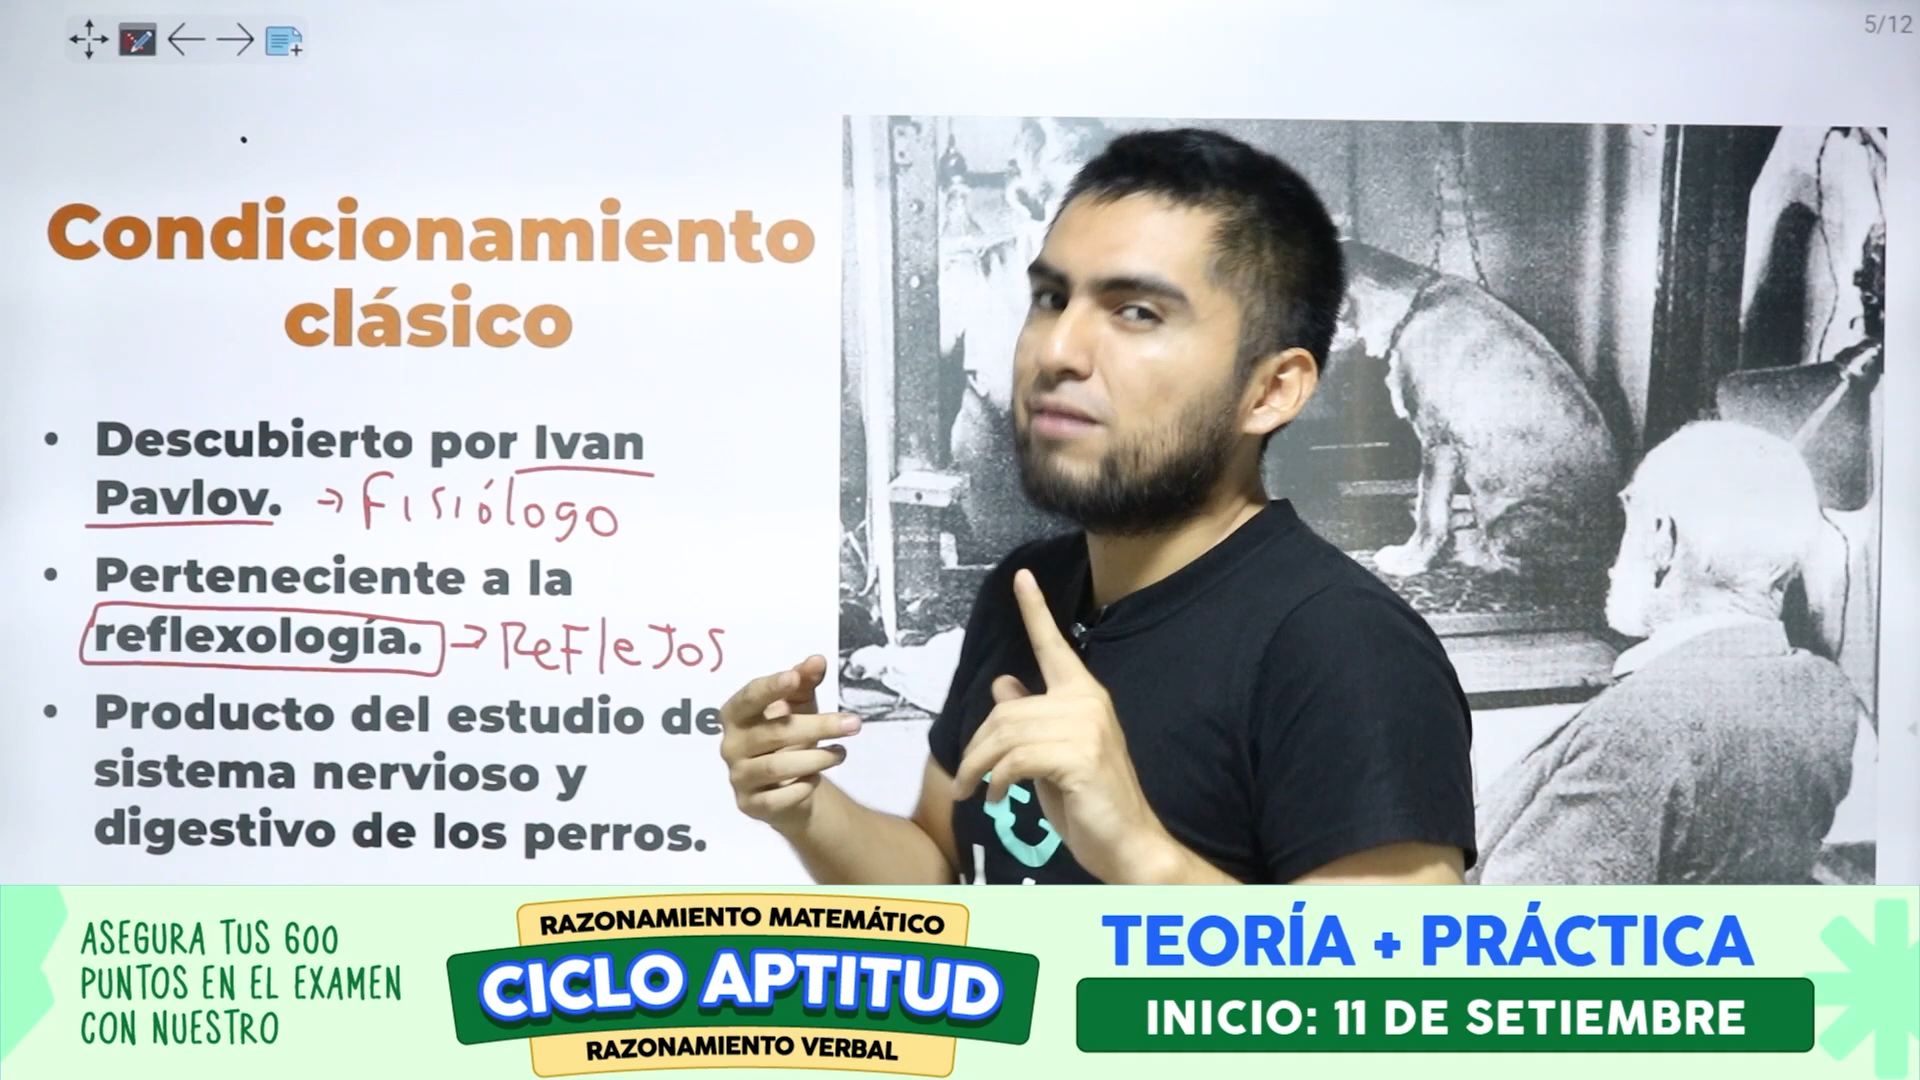 5/12
Condicionamiento
clásico
• Descubierto por Ivan
Pavlov. → Fisiólogo
• Perteneciente a la
reflexología. → Reflejos
• Producto del estudio de
sistema nervioso y
digestivo de los perros.
ASEGURA TUS 600
PUNTOS EN EL EXAMEN
CON NUESTRO
RAZONAMIENTO MATEMÁTICO
CICLO APTITUD
RAZONAMIENTO VERBAL
TEORÍA + PRÁCTICA
INICIO: 11 DE SETIEMBRE